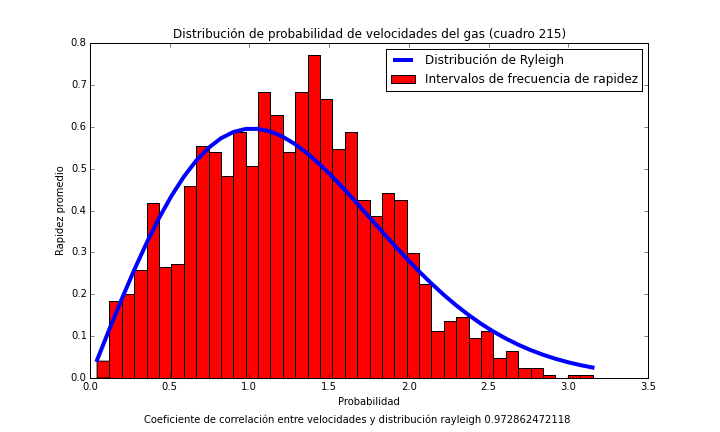 Distribución de probabilidad de velocidades del gas (cuadro 215)
0.8
0.7
0.6
0.5
0.4
0.3
0.2
0.1
0.0
Rapidez promedio
Distribución de Ryleigh
Intervalos de frecuencia de rapidez
0.0 0.5 1.0 1.5 2.0 2.5 3.0 3.5
Probabilidad
Coeficiente de correlación entre velocidades y distribución rayleigh 0.972862472118